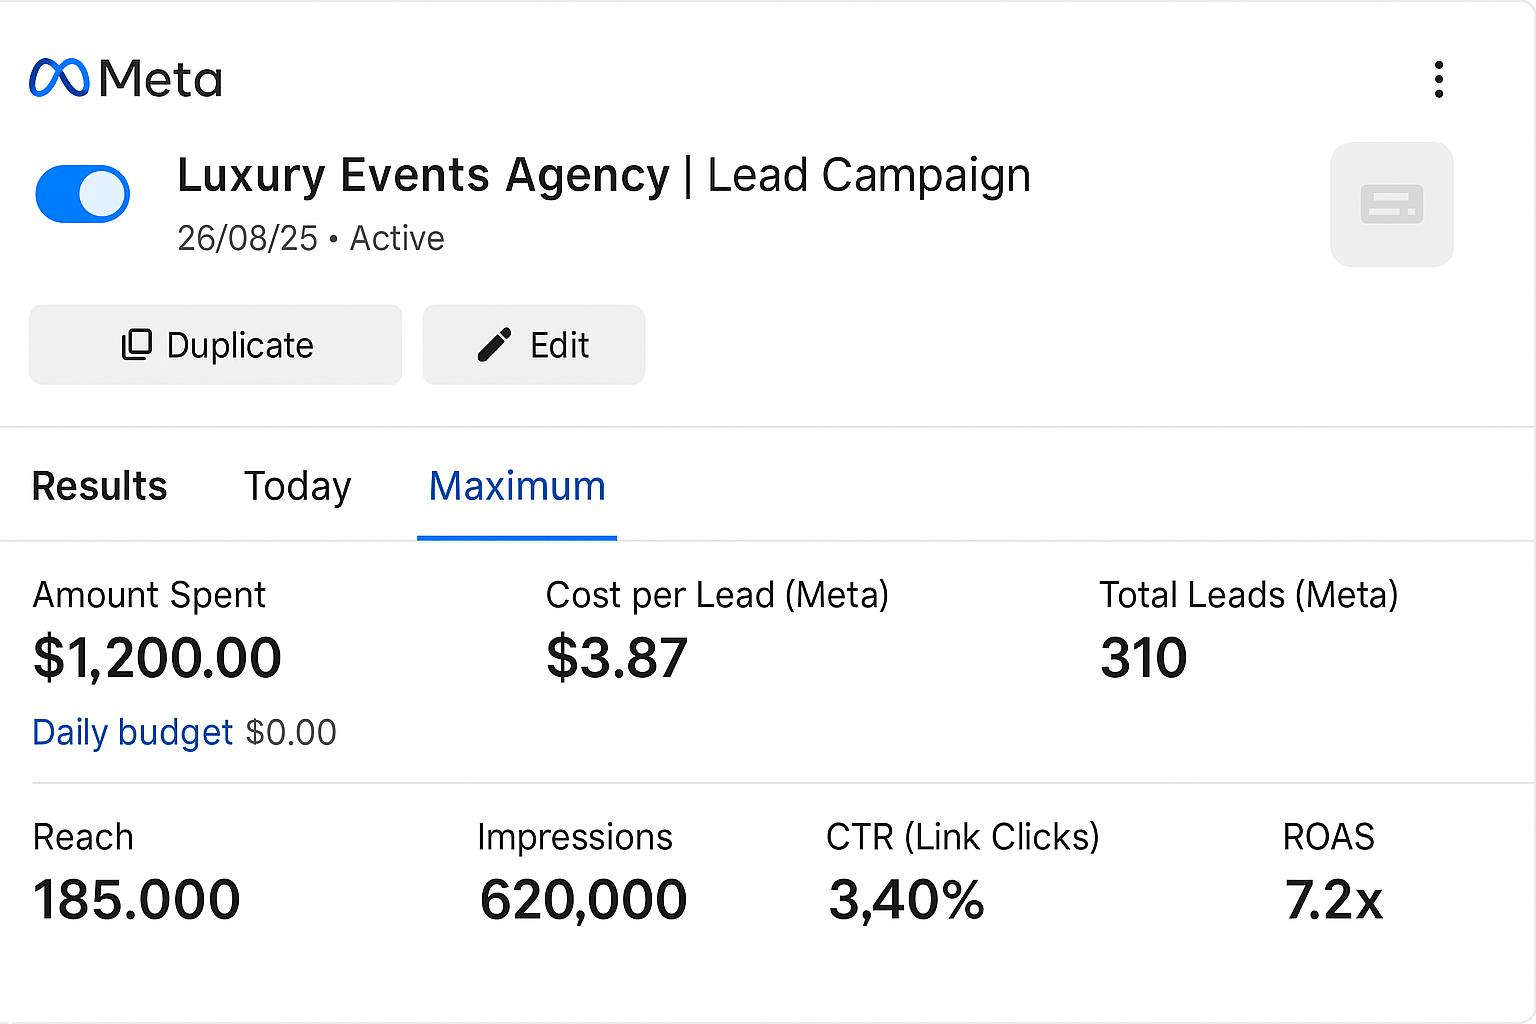 Meta
Luxury Events Agency | Lead Campaign
26/08/25 • Active
Duplicate Edit
Results Today Maximum
Amount Spent Cost per Lead (Meta) Total Leads (Meta)
$1,200.00 $3.87 310
Daily budget $0.00
Reach Impressions CTR (Link Clicks) ROAS
185.000 620,000 3,40% 7.2x